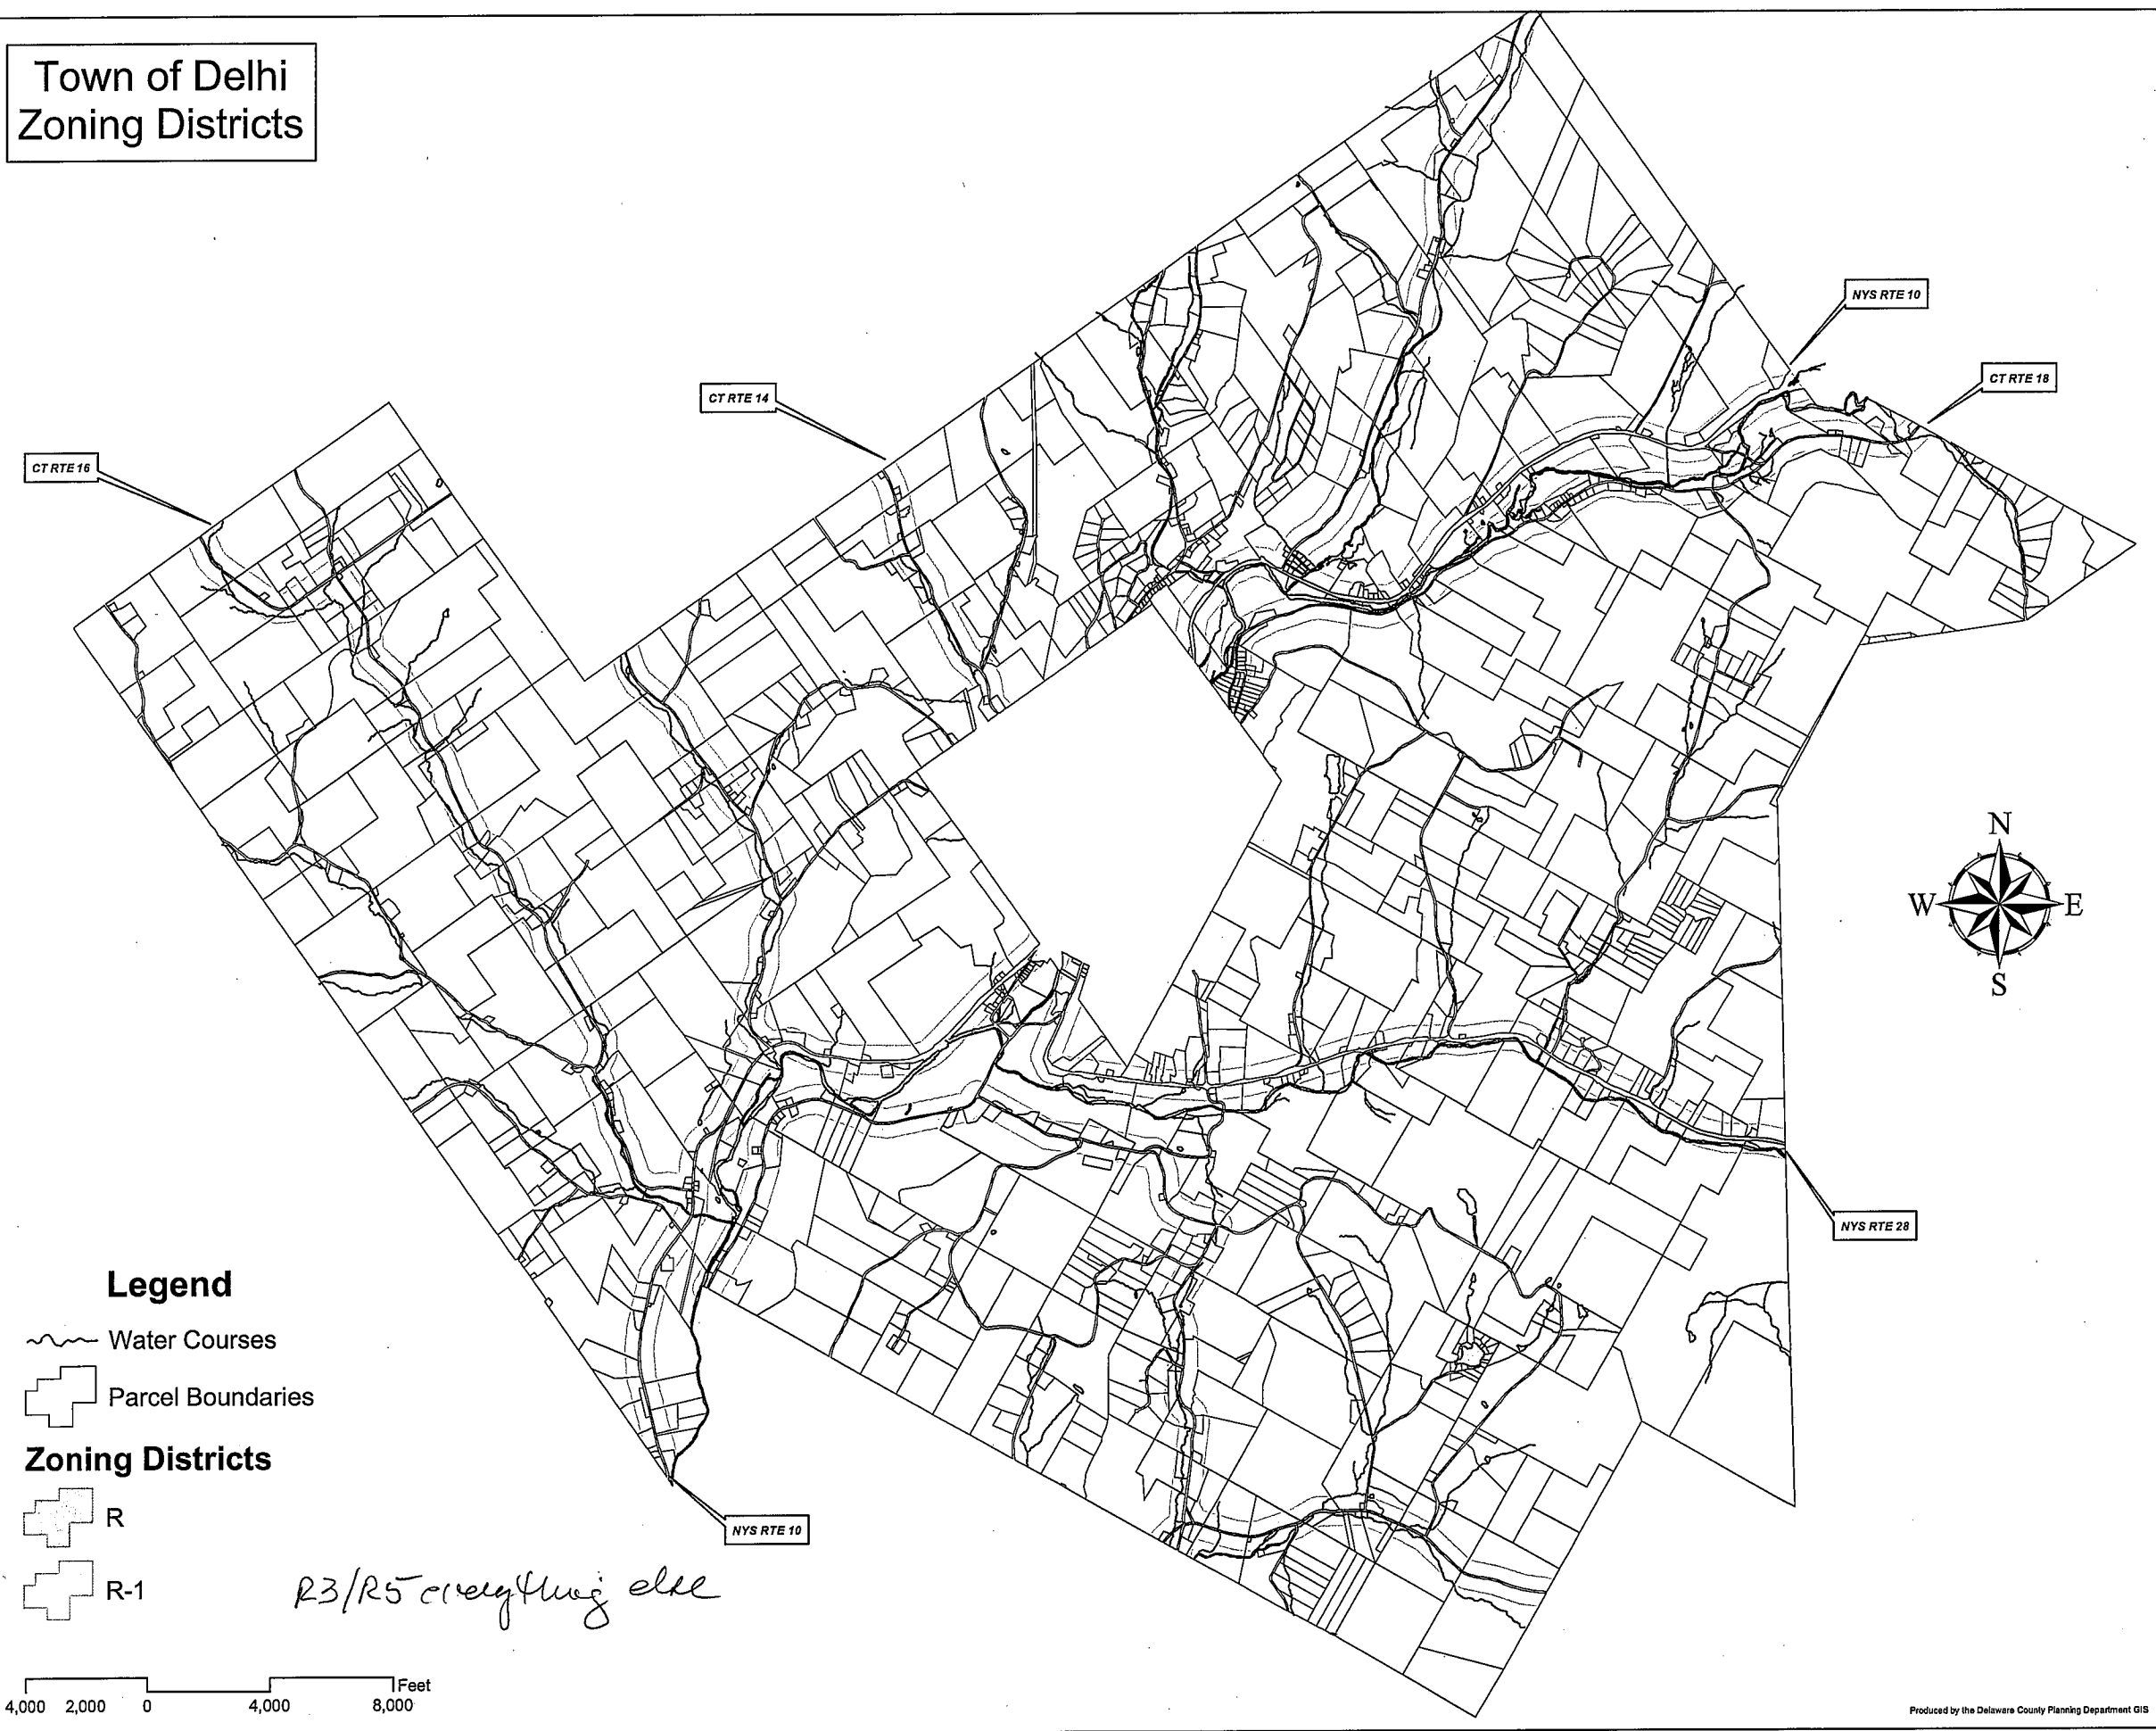 Town of Delhi
Zoning Districts
NYS RTE 10
CT RTE 18
CT RTE 14
CT RTE 16
N
W E
S
NYS RTE 28
Legend
Water Courses
Parcel Boundaries
Zoning Districts
R
R-1
R3/R5 everything else
NYS RTE 10
Feet
4,000 2,000 0 4,000 8,000
Produced by the Delaware County Planning Department GIS